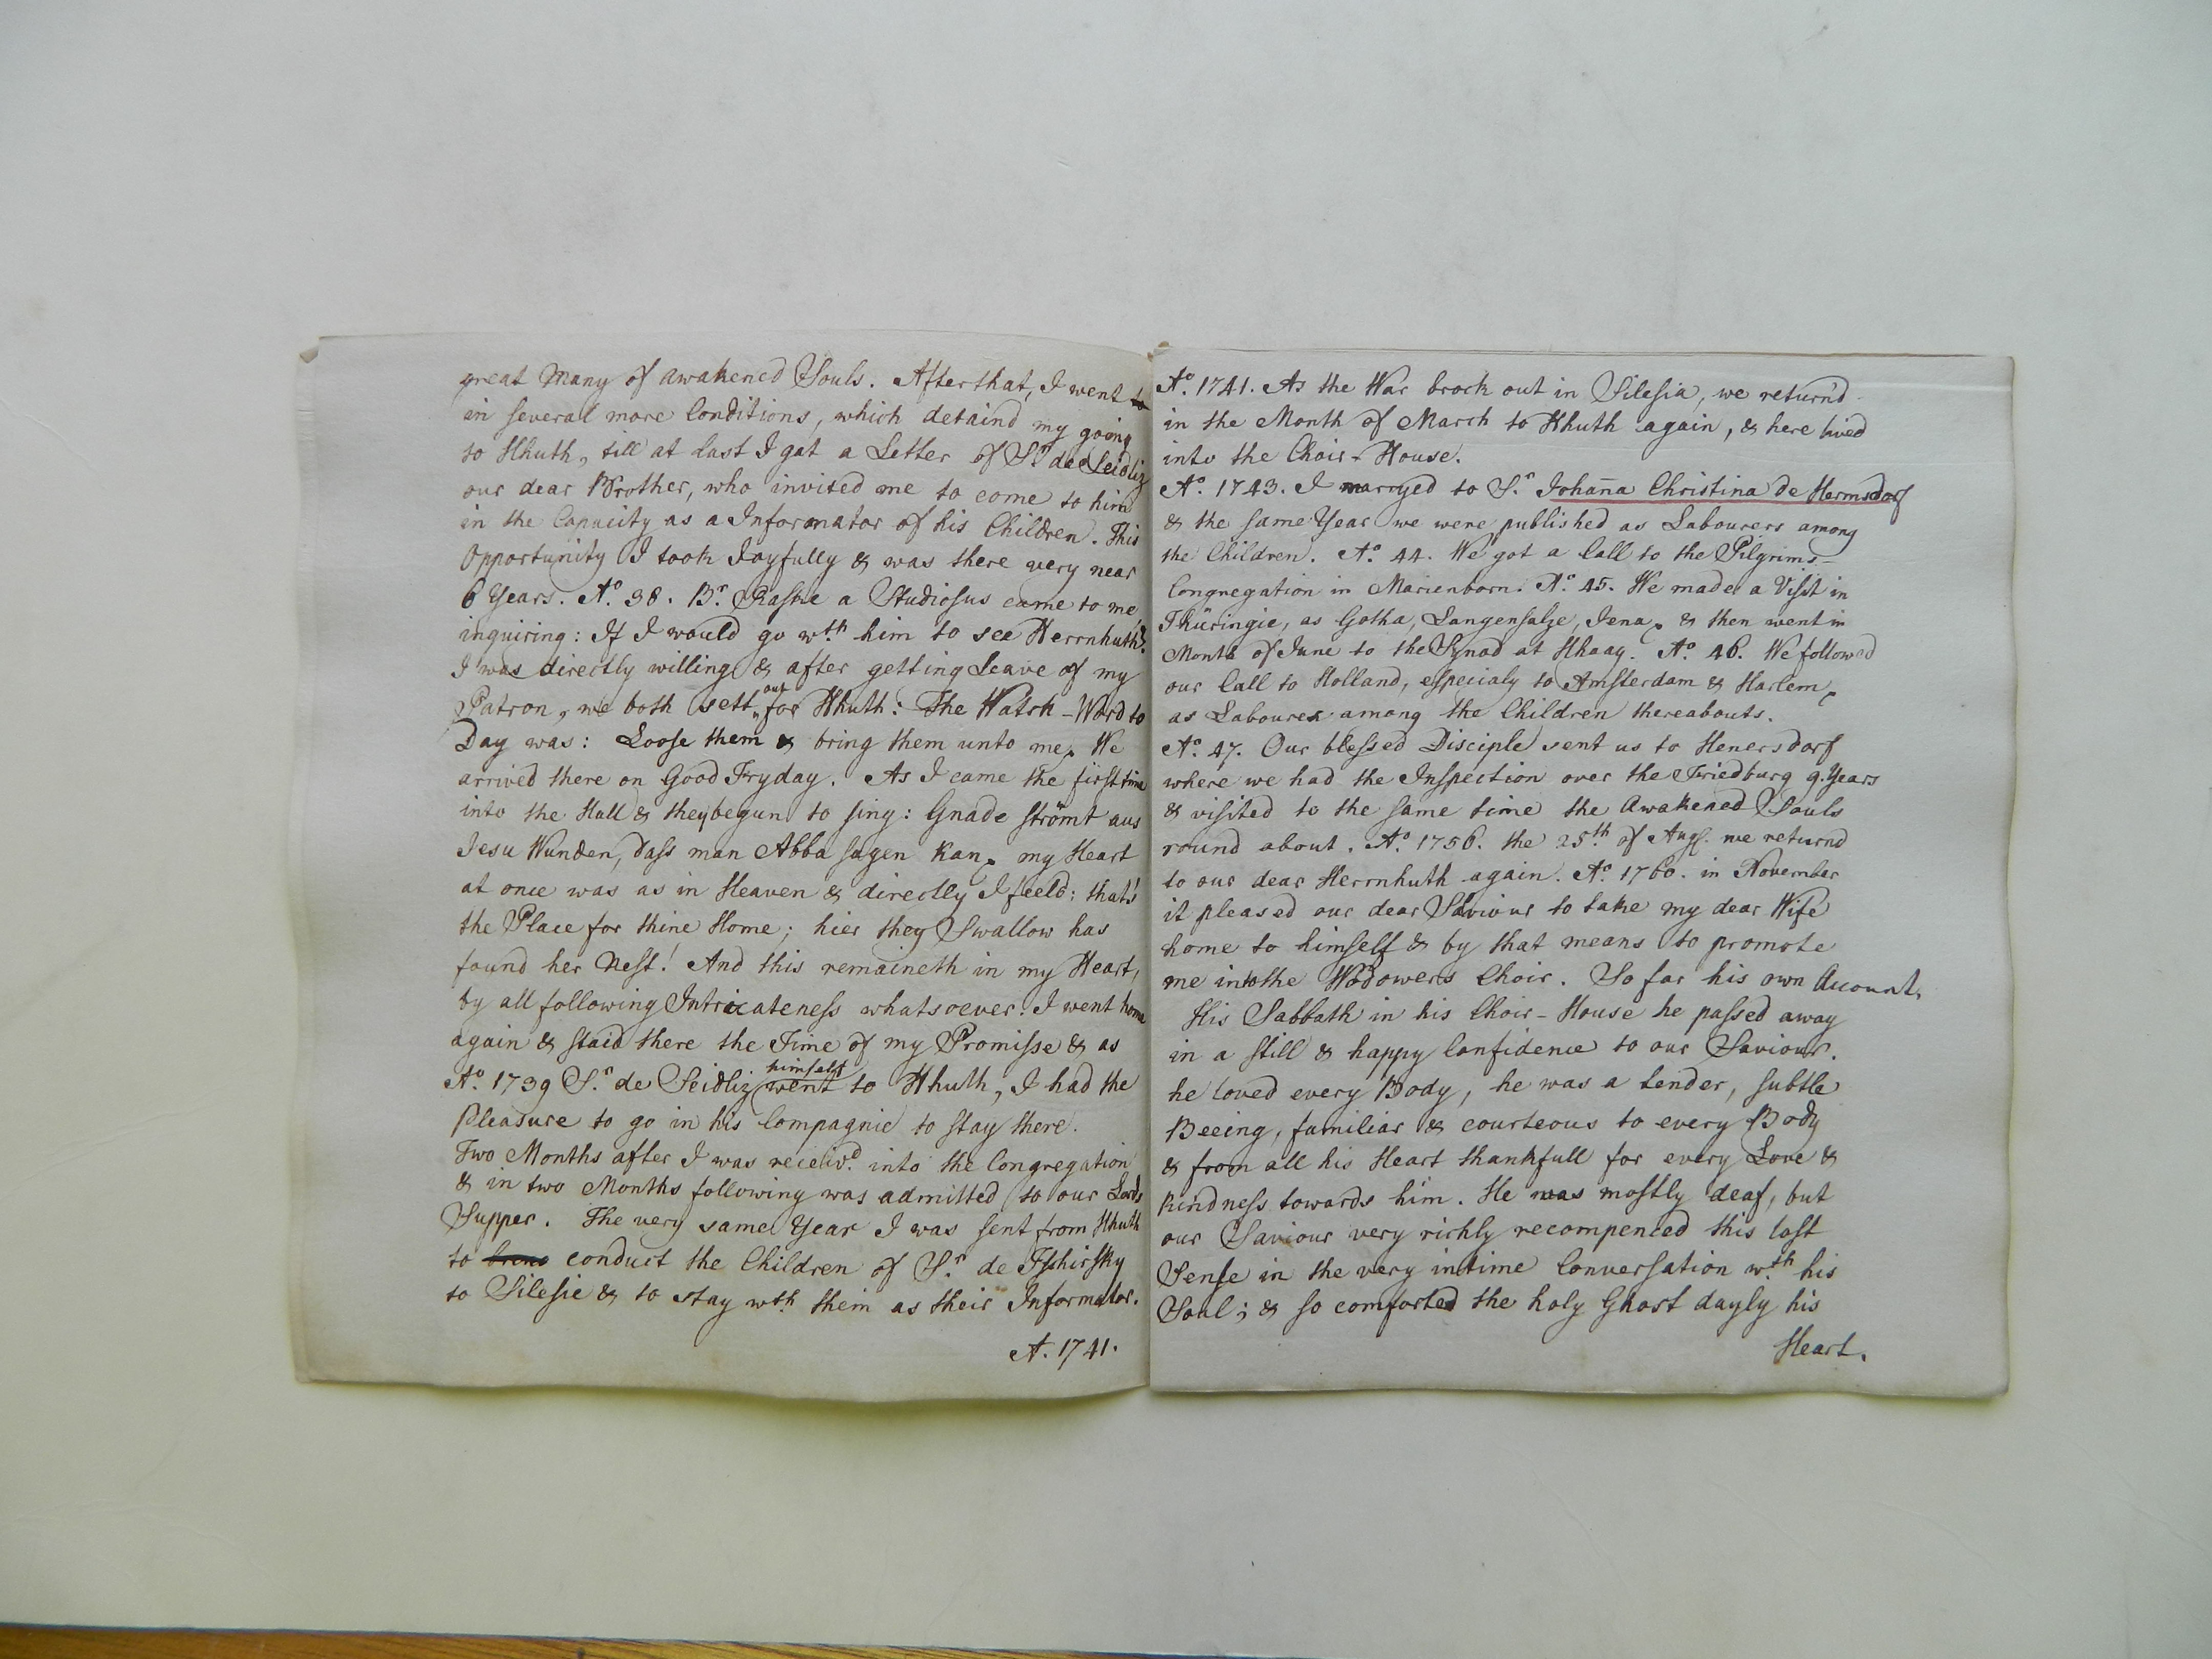 great Many of awakened Souls. After that, I went to
in several more Conditions, which detaind my going
to Hhuth, till at last I gat a Letter of Sr de Seidliz
our dear Brother, who invited me to come to him
in the Capacity as a Informator of his Children. This
Opportunity I took Joyfully & was there very near
6 Years. Ao. 38. Br. Raske a Studiosus came to me
inquiring: If I would go wth. him to see Herrnhuth?
I was directly willing & after getting Leave of my
Patron, we both sett out for Hhuth: The Watch-Word to
Day was: Loose them & bring them unto me. We
arrived there on Good Fryday. As I came the first time
into the Hall & they begun to sing: Gnade strömt aus
Jesu Wunden, dass man Abba sagen kan, my Heart
at once was as in Heaven & directly I feeld: that's
the Place for thine Home; hier they Swallow has
found her Nest! And this remaineth in my Heart,
by all following Intricateness whatsoever. I went home
again & staid there the Time of my Promisse & as
Ao. 1739 Sr. de Seidliz himself went to Hhuth, I had the
Pleasure to go in his Compagnie to stay there.
Two Months after I was receivd. into the Congregation
& in two Months following was admitted to our Lords
Supper. The very same Year I was sent from Hhuth
to conduct the Children of Sr. de Tschirsky
to Silesie & to stay wth. them as their Informator.
A. 1741.
Ao. 1741. As the War brock out in Silesia, we return'd
in the Month of March to Hhuth again, & here lived
into the Choir-House.
Ao. 1743. I marryed to Sr. Johan̄a Christina de Hermsdorf
& the same Year we were published as Labourers among
the Children. Ao. 44. We got a Call to the Pilgrims-
Congregation in Marienborn. Ao. 45. We made a Visit in
Thüringie, as Gotha, Langensalze, Jena, & then went in
Month of June to the Synod at Hhaag. Ao. 46. We followed
our Call to Holland, especialy to Amsterdam & Harlem,
as Labourer among the Children thereabouts.
Ao. 47. Our blessed Disciple sent us to Henersdorf
where we had the Inspection over the Friedburg 9. Years
& visited to the same time the Awakened Souls
round about. Ao. 1756. the 25th. of Augs. we returnd
to our dear Herrnhuth again. Ao. 1760. in November
it pleased our dear Saviour to take my dear Wife
home to himself & by that means to promote
me into the Widowers Choir. So far his own Account.
His Sabbath in his Choir-House he passed away
in a still & happy Confidence to our Saviour.
he loved every Body, he was a tender, subtle
Beeing, familiar & courteous to every Body
& from all his Heart thankfull for every Love &
Kindness towards him. He was mostly deaf, but
our Saviour very richly recompenced this lost
Sense in the very intime Conversation wth. his
Soul; & so comforted the holy Ghost dayly his
Heart.